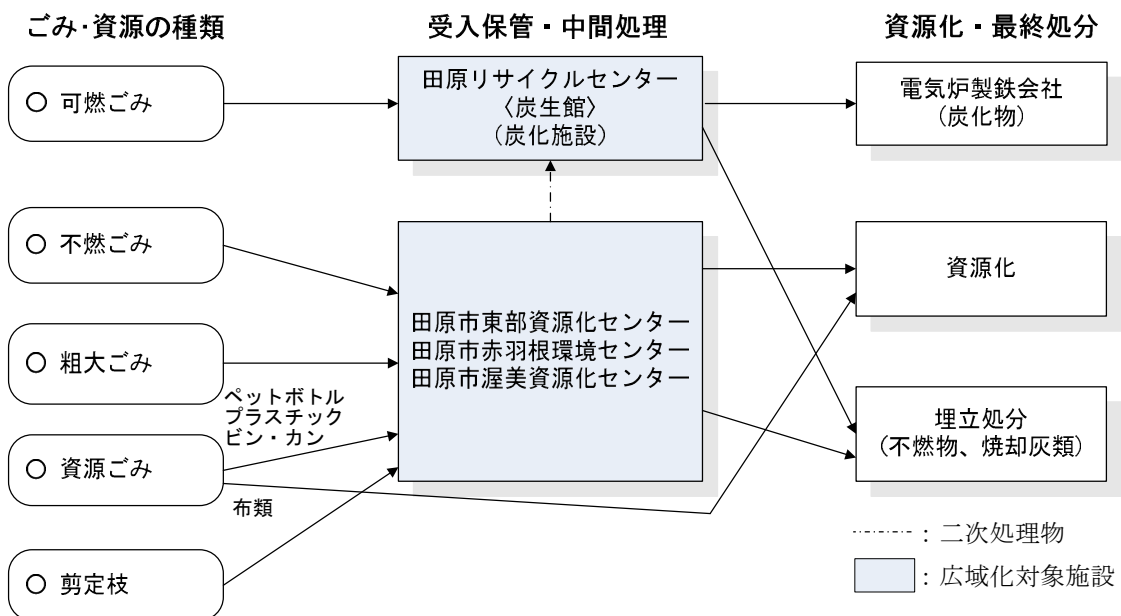 ごみ・資源の種類
受入保管・中間処理
資源化・最終処分
可燃ごみ
田原リサイクルセンター
〈炭生館〉
(炭化施設)
電気炉製鉄会社
(炭化物)
不燃ごみ
粗大ごみ
田原市東部資源化センター
田原市赤羽根環境センター
田原市渥美資源化センター
資源化
ペットボトル
プラスチック
ビン・カン
資源ごみ
布類
埋立処分
(不燃物、焼却灰類)
剪定枝
：二次処理物
：広域化対象施設